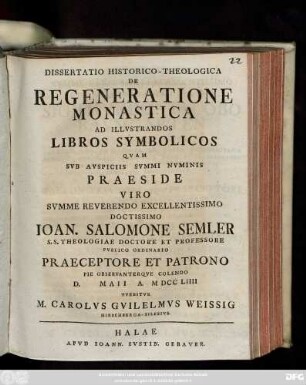 22
DISSERTATIO HISTORICO-THEOLOGICA
DE
REGENERATIONE
MONASTICA
AD ILLVSTRANDOS
LIBROS SYMBOLICOS
QVAM
SVB AVSPICIIS SVMMI NVMINIS
PRAESIDE
VIRO
SVMME REVERENDO EXCELLENTISSIMO
DOCTISSIMO
IOAN. SALOMONE SEMLER
S.S. THEOLOGIAE DOCTORE ET PROFESSORE
PVBLICO ORDINARIO
PRAECEPTORE ET PATRONO
PIE OBSERVANTERQVE COLENDO
D. MAII A. MDCCLIIII
TVEBITVR
M. CAROLVS GVILELMVS WEISSIG
HIRSCHBERGA-SILESIVS.
HALAE
APVD IOANN. IVSTIN. GEBAVER.